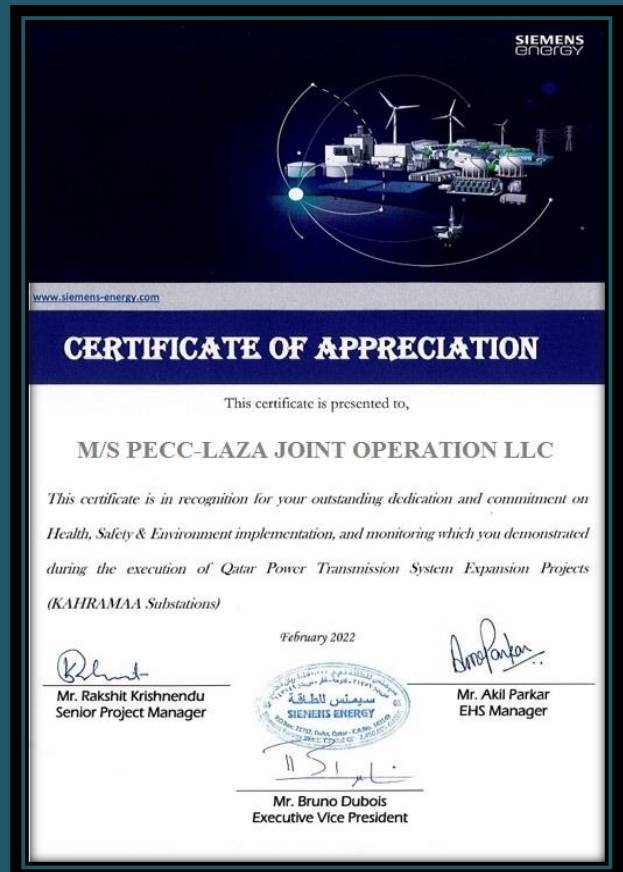 SIEMENS
energy
www.siemens-energy.com
CERTIFICATE OF APPRECIATION
This certificate is presented to,
M/S PECC-LAZA JOINT OPERATION LLC
This certificate is in recognition for your outstanding dedication and commitment on
Health, Safety & Environment implementation, and monitoring which you demonstrated
during the execution of Qatar Power Transmission System Expansion Projects
(KAHRAMAA Substations)
February 2022
Mr. Rakshit Krishnendu
Senior Project Manager
Mr. Akil Parkar
EHS Manager
سيمنس للطاقة
SIEMENS ENERGY
Mr. Bruno Dubois
Executive Vice President